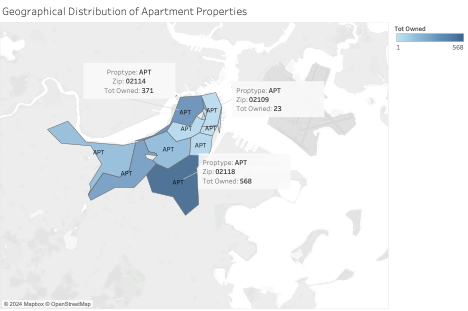 Geographical Distribution of Apartment Properties
Tot Owned
1 568
Proptype: APT
Zip: 02114
Tot Owned: 371
Proptype: APT
Zip: 02109
Tot Owned: 23
APT
APT
APT
APT
APT
APT
APT
Proptype: APT
Zip: 02118
Tot Owned: 568
APT
APT
© 2024 Mapbox © OpenStreetMap